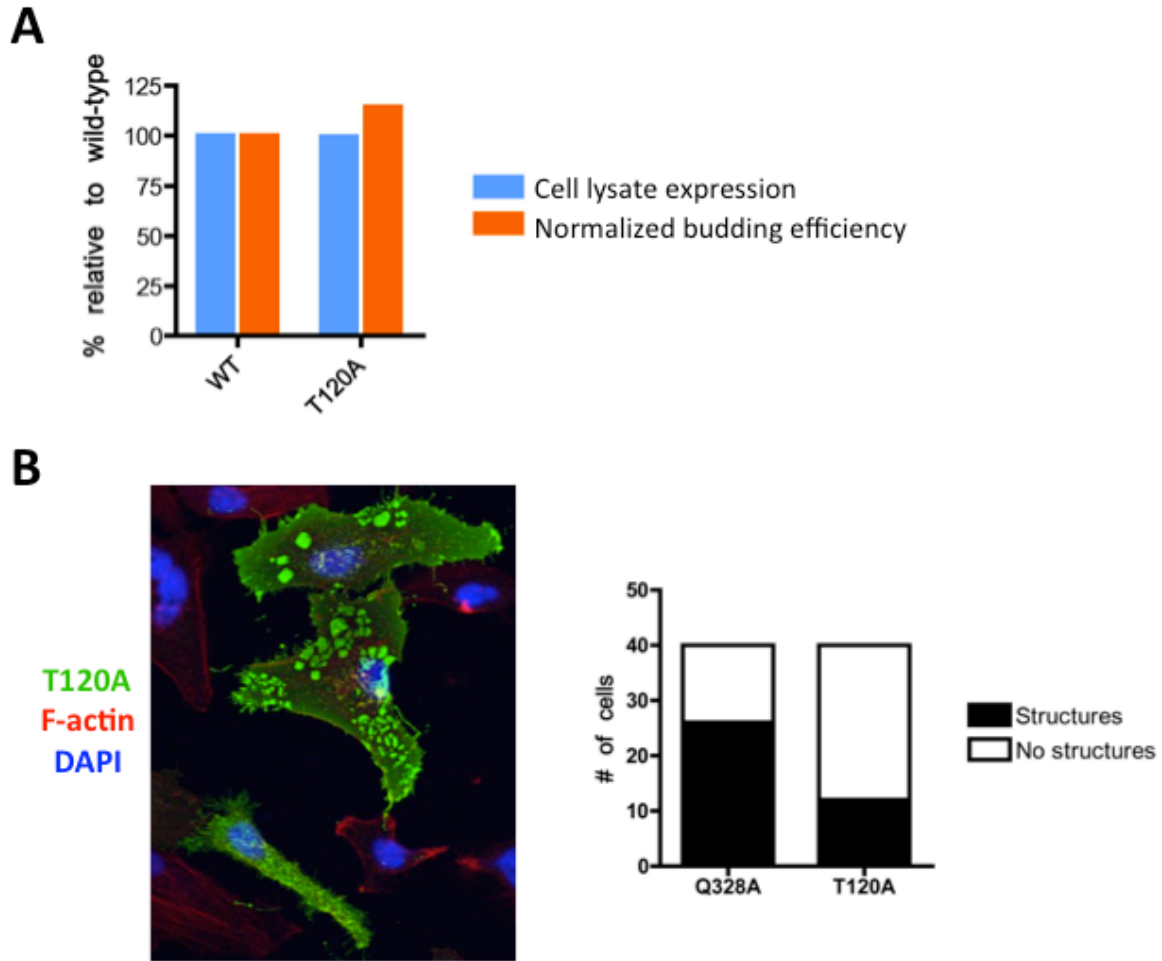 A
% relative to wild-type
125
100
75
50
25
0
WT
T120A
Cell lysate expression
Normalized budding efficiency
B
T120A
F-actin
DAPI
# of cells
50
40
30
20
10
0
Q328A
T120A
Structures
No structures